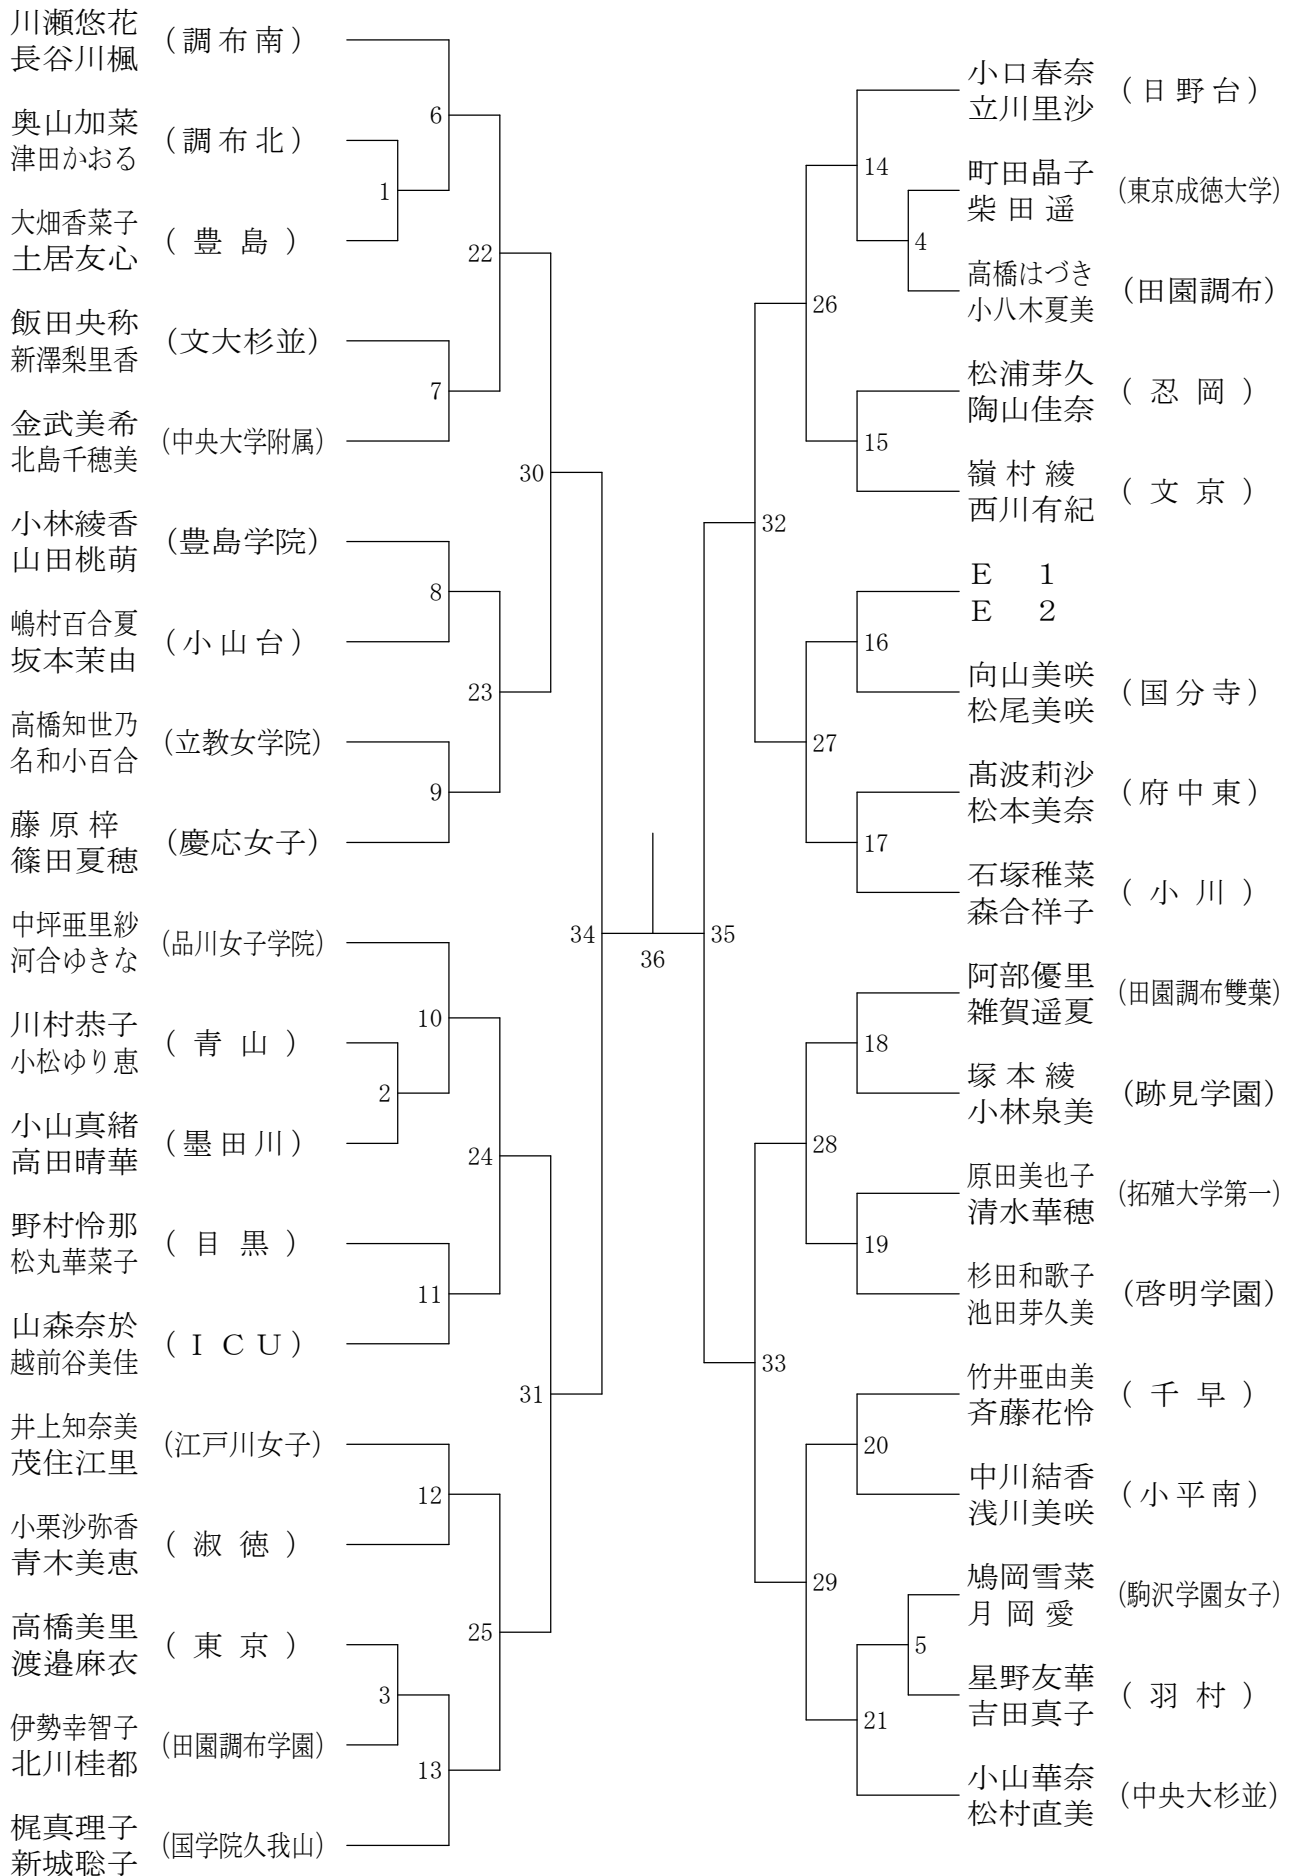 川瀬悠花
長谷川楓
(調布南)
奥山加菜
津田かおる
(調布北)
大畑香菜子
土居友心
(豊島)
飯田央称
新澤梨里香
(文大杉並)
金武美希
北島千穂美
(中央大学附属)
小林綾香
山田桃萌
(豊島学院)
嶋村百合夏
坂本茉由
(小山台)
高橋知世乃
名和小百合
(立教女学院)
藤原梓
篠田夏穂
(慶応女子)
中坪亜里紗
河合ゆきな
(品川女子学院)
川村恭子
小松ゆり恵
(青山)
小山真緒
高田晴華
(墨田川)
野村怜那
松丸華菜子
(目黒)
山森奈於
越前谷美佳
(ICU)
井上知奈美
茂住江里
(江戸川女子)
小栗沙弥香
青木美恵
(淑徳)
高橋美里
渡邉麻衣
(東京)
伊勢幸智子
北川桂都
(田園調布学園)
梶真理子
新城聡子
(国学院久我山)
1
2
3
6
7
8
9
10
11
12
13
22
23
24
25
30
31
34
36
35
32
33
26
27
28
29
14
15
16
17
18
19
20
21
4
5
小口春奈
立川里沙
(日野台)
町田晶子
柴田遥
(東京成徳大学)
高橋はづき
小八木夏美
(田園調布)
松浦芽久
陶山佳奈
(忍岡)
嶺村綾
西川有紀
(文京)
E 1
E 2
向山美咲
松尾美咲
(国分寺)
髙波莉沙
松本美奈
(府中東)
石塚稚菜
森合祥子
(小川)
阿部優里
雑賀遥夏
(田園調布雙葉)
塚本綾
小林泉美
(跡見学園)
原田美也子
清水華穂
(拓殖大学第一)
杉田和歌子
池田芽久美
(啓明学園)
竹井亜由美
斉藤花怜
(千早)
中川結香
浅川美咲
(小平南)
鳩岡雪菜
月岡愛
(駒沢学園女子)
星野友華
吉田真子
(羽村)
小山華奈
松村直美
(中央大杉並)